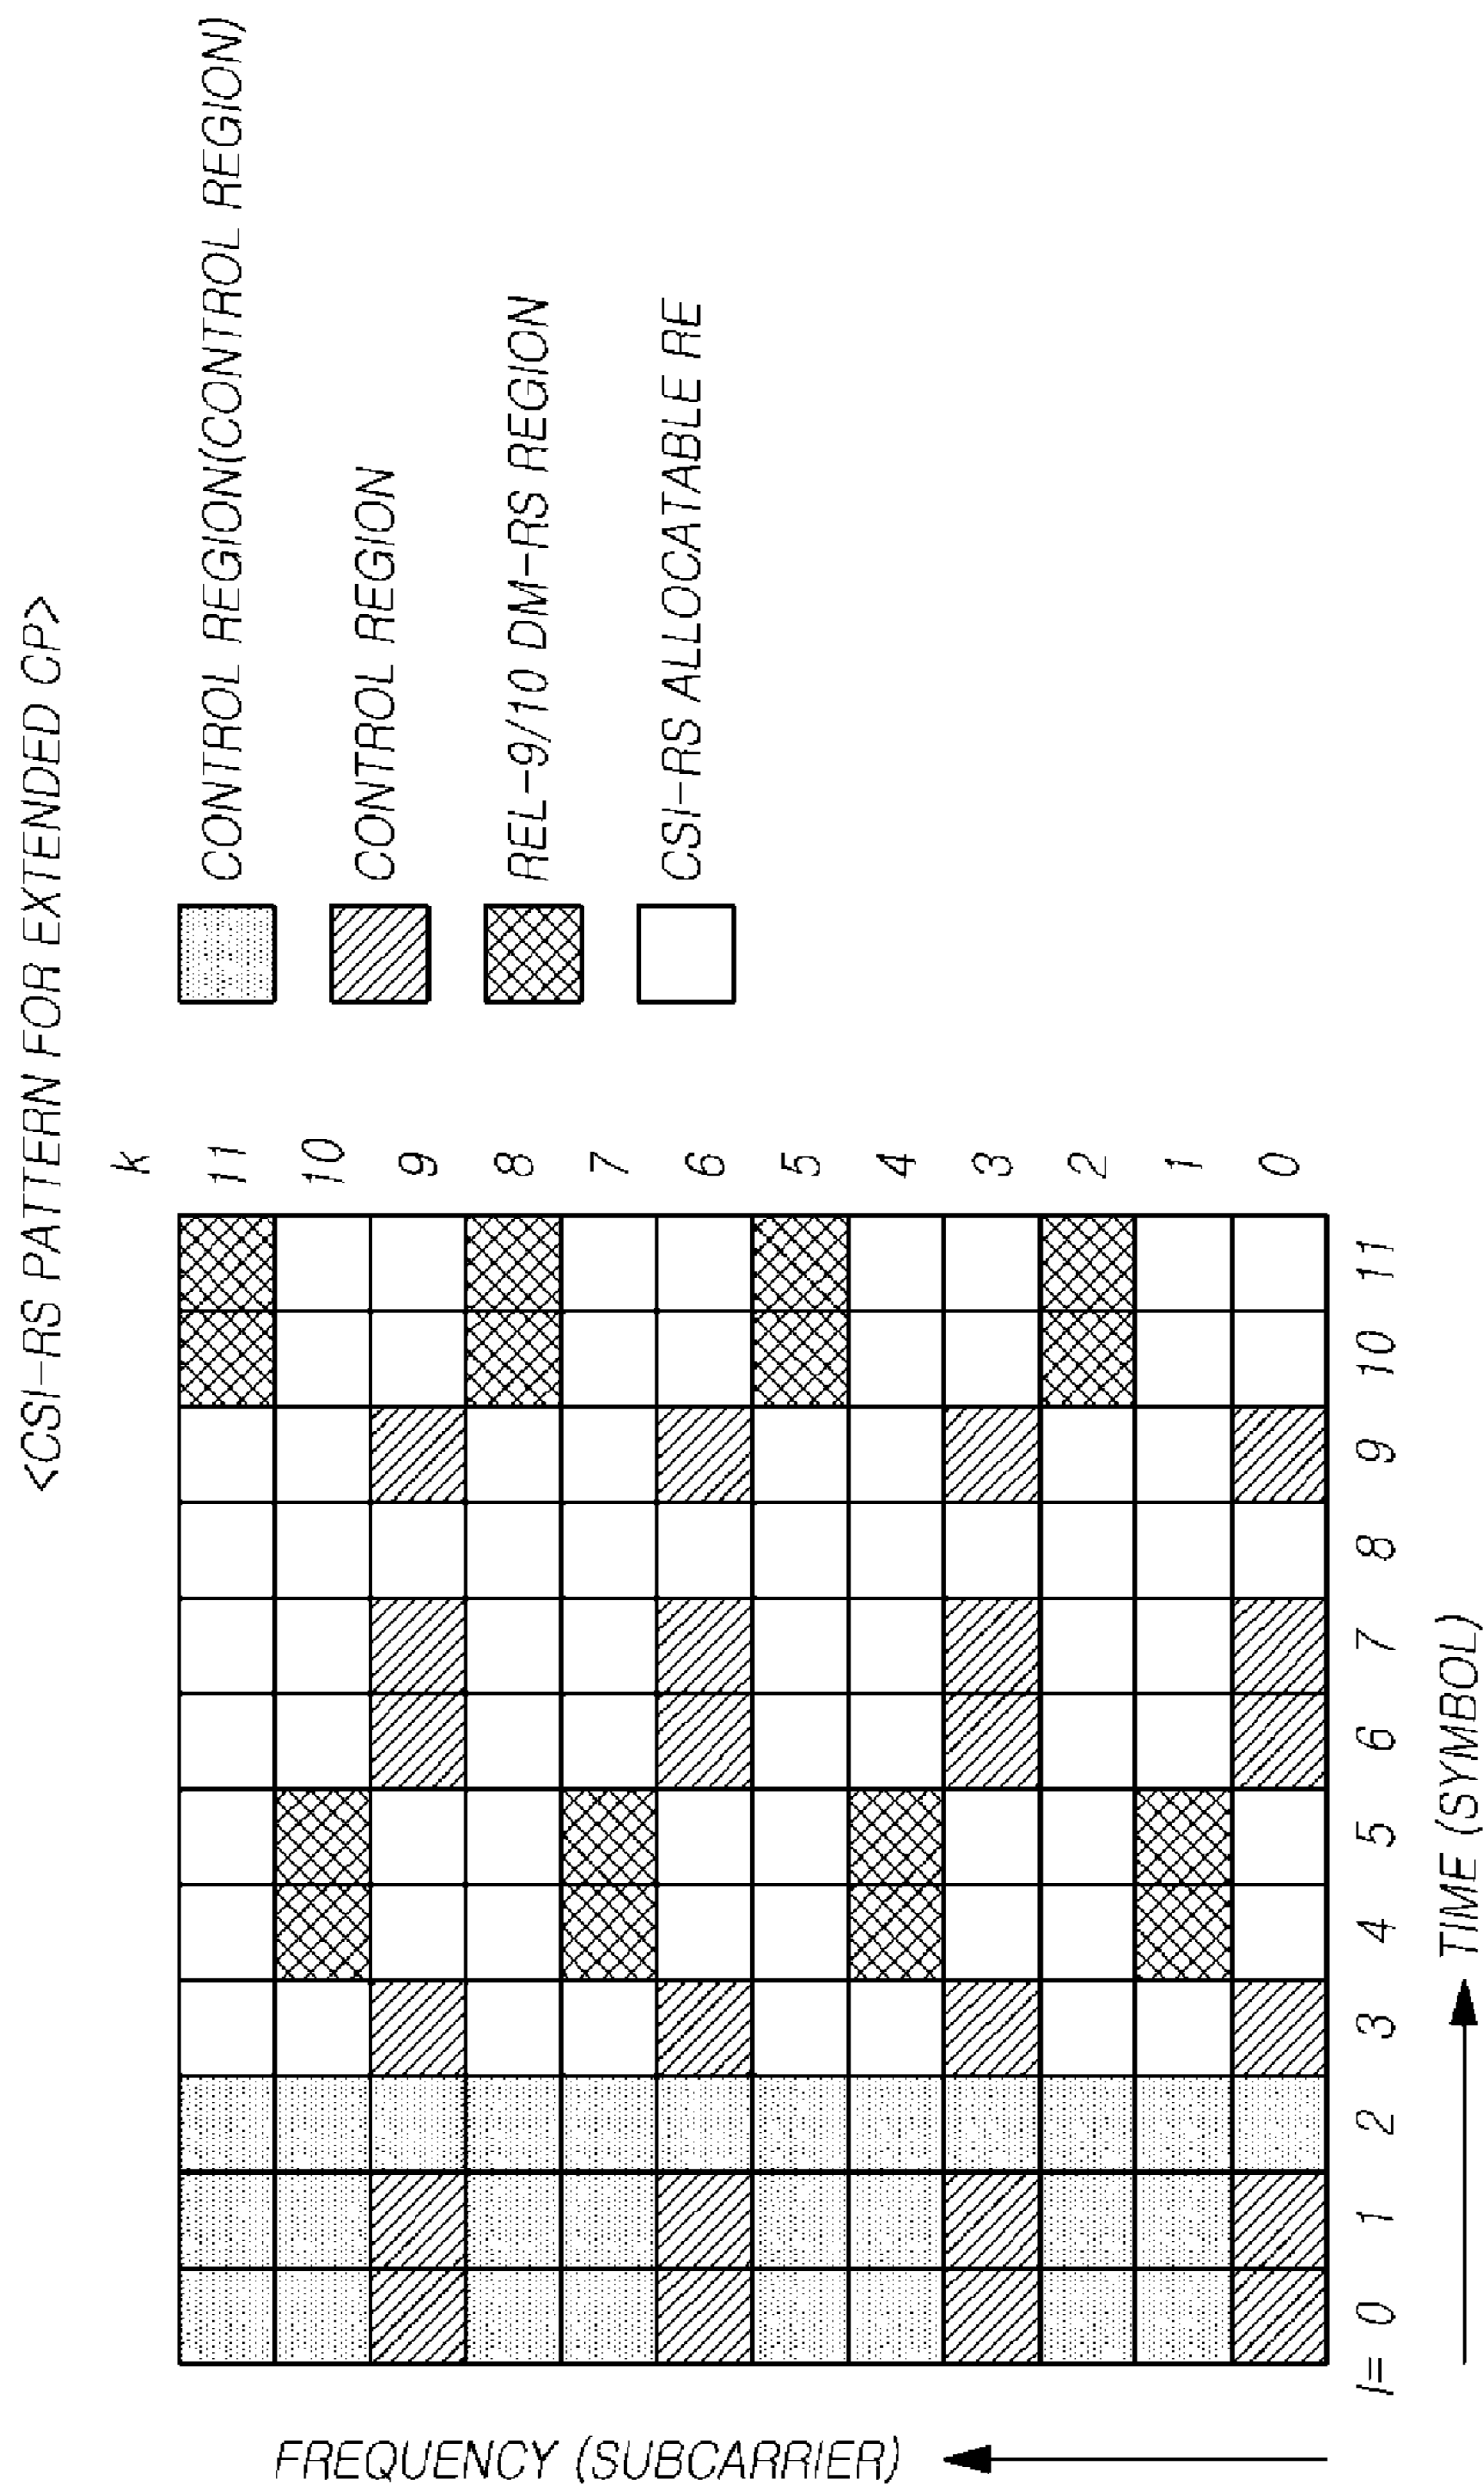 <CSI-RS PATTERN FOR EXTENDED CP>
CONTROL REGION(CONTROL REGION)
CONTROL REGION
REL-9/10 DM-RS REGION
CSI-RS ALLOCATABLE RE
k
11
10
9
8
7
6
5
4
3
2
1
0
l= 0 1 2 3 4 5 6 7 8 9 10 11
FREQUENCY (SUBCARRIER)
TIME (SYMBOL)